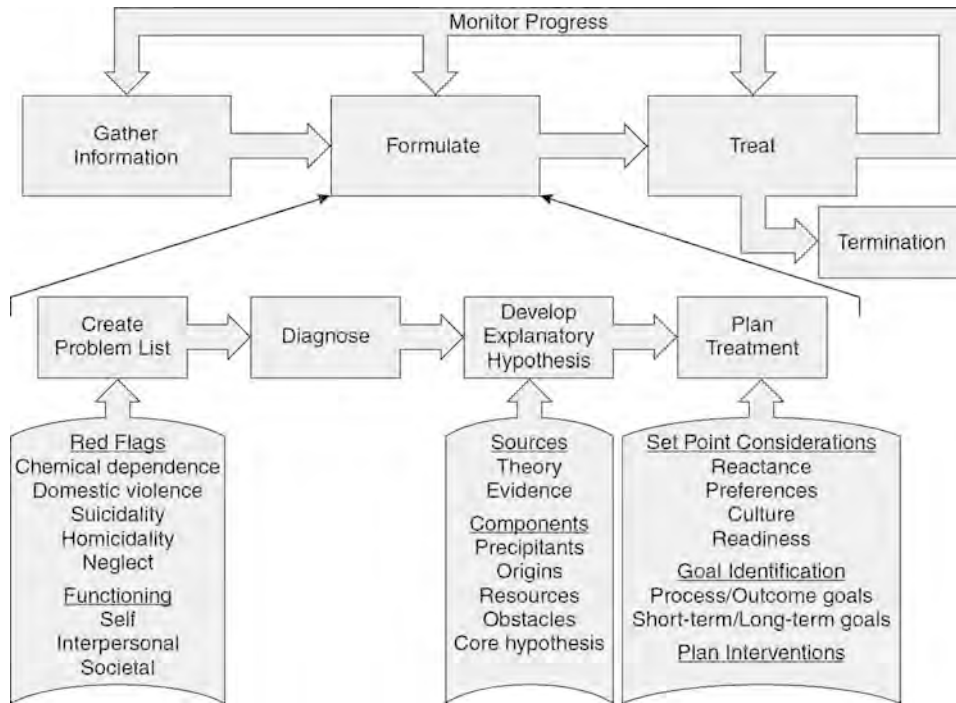 Monitor Progress
Gather
Information
Formulate
Treat
Termination
Create
Problem List
Diagnose
Develop
Explanatory
Hypothesis
Plan
Treatment
Red Flags
Chemical dependence
Domestic violence
Suicidality
Homicidality
Neglect
Functioning
Self
Interpersonal
Societal
Sources
Theory
Evidence
Components
Precipitants
Origins
Resources
Obstacles
Core hypothesis
Set Point Considerations
Reactance
Preferences
Culture
Readiness
Goal Identification
Process/Outcome goals
Short-term/Long-term goals
Plan Interventions